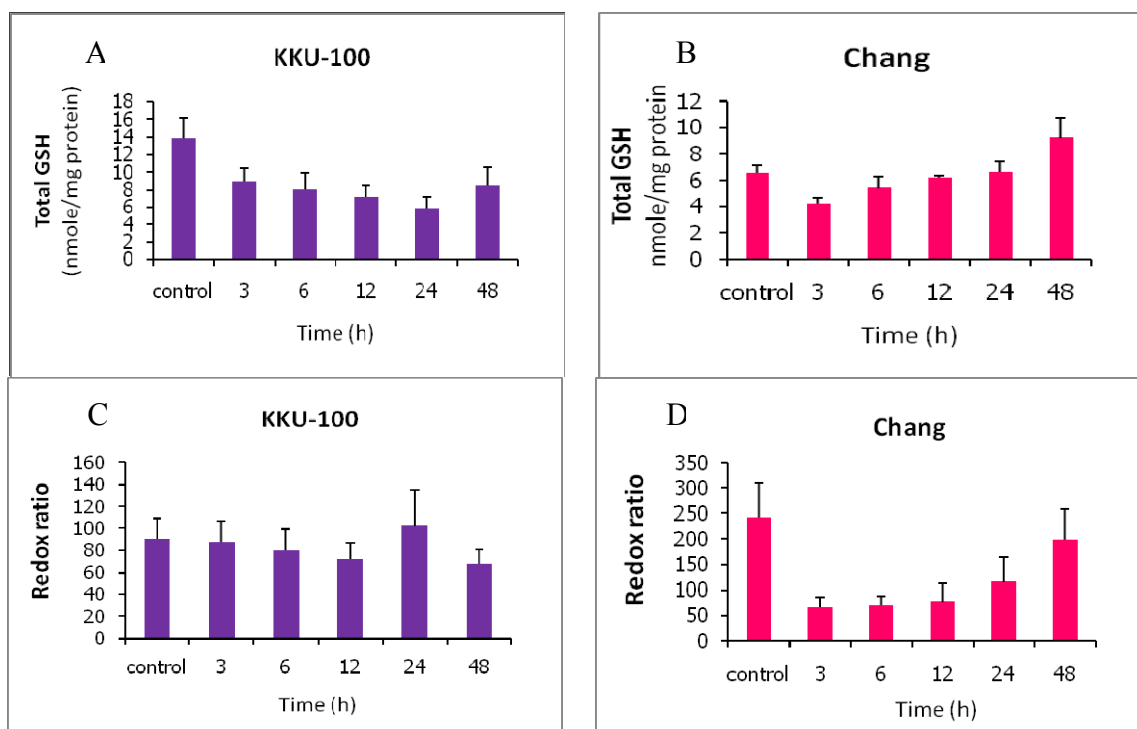 A
KKU-100
Total GSH
(nmole/mg protein)
18
16
14
12
10
8
6
4
2
0
control 3 6 12 24 48
Time (h)
B
Chang
Total GSH
nmole/mg protein
12
10
8
6
4
2
0
control 3 6 12 24 48
Time (h)
C
KKU-100
Redox ratio
160
140
120
100
80
60
40
20
0
control 3 6 12 24 48
Time (h)
D
Chang
Redox ratio
350
300
250
200
150
100
50
0
control 3 6 12 24 48
Time (h)